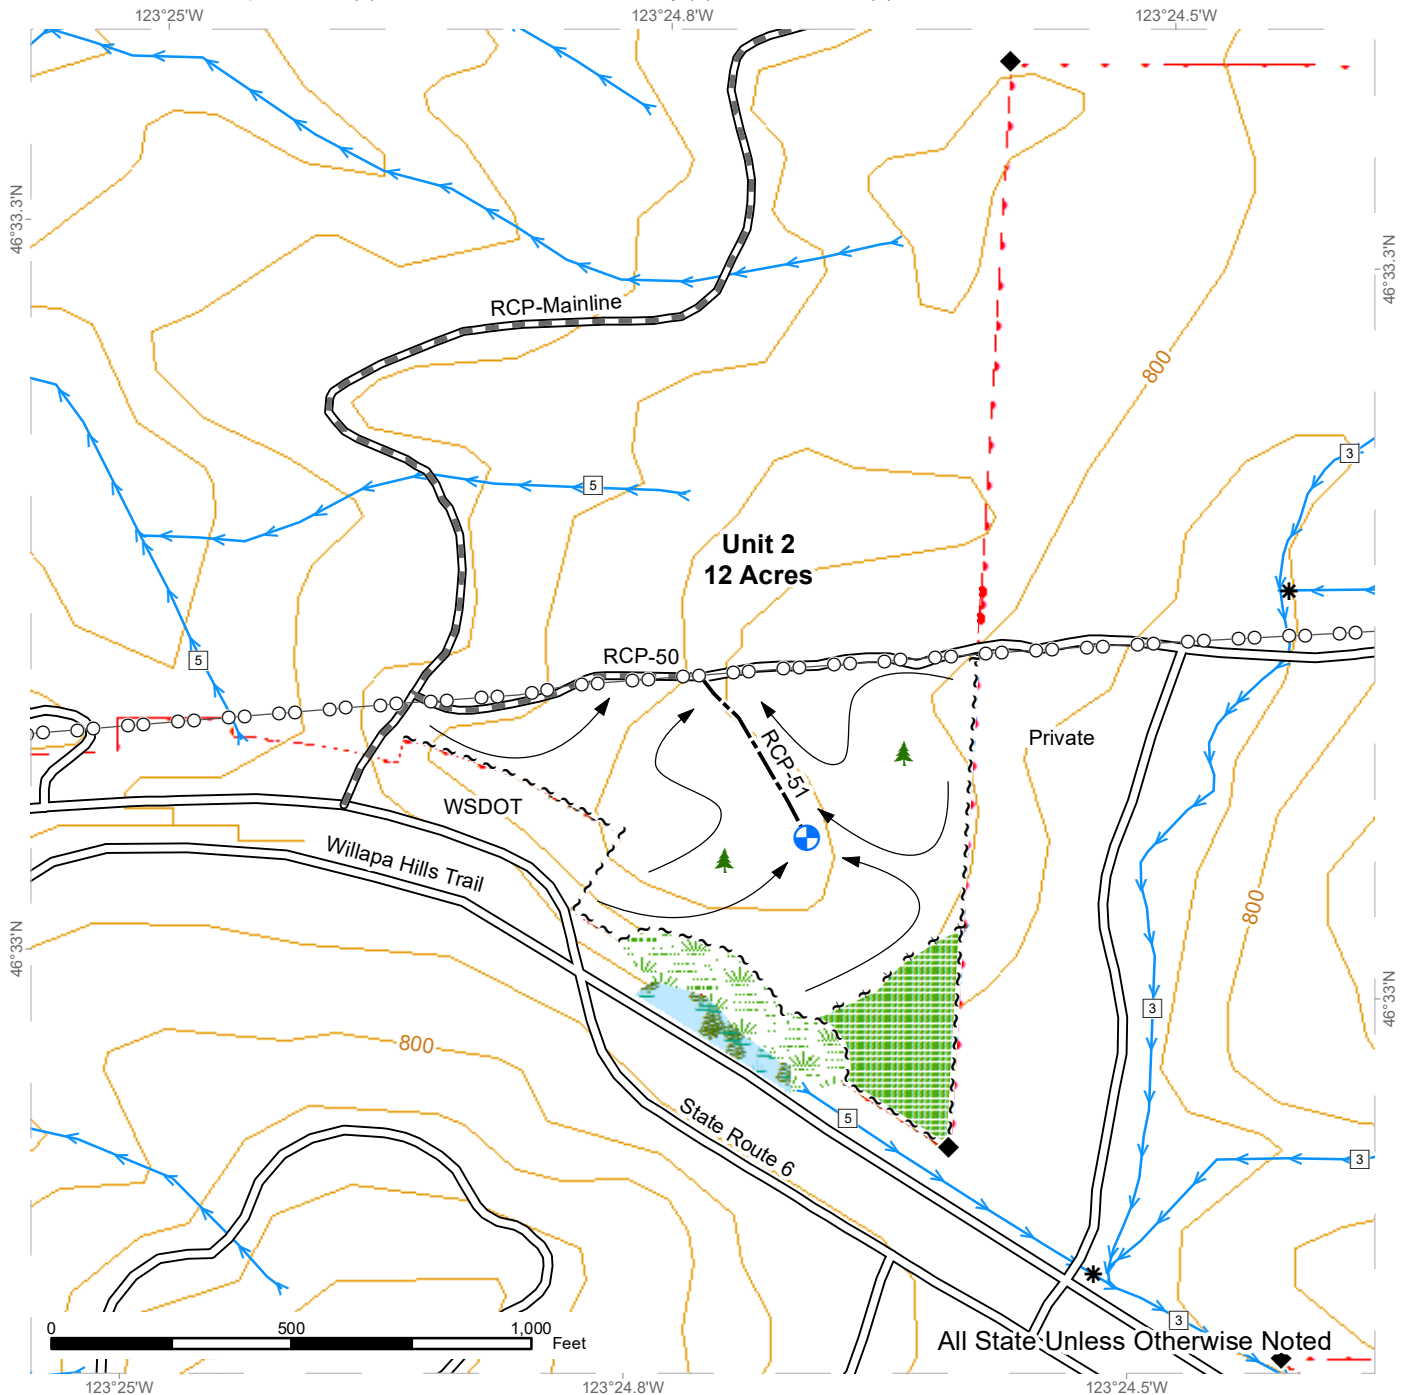 123°25'W
123°24.8'W
123°24.5'W
46°33.3'N
46°33.3'N
RCP-Mainline
800
3
5
Unit 2
12 Acres
5
RCP-50
RCP-51
Private
WSDOT
Willapa Hills Trail
800
46°33'N
46°33'N
3
800
5
State Route 6
3
3
0 500 1,000
Feet
All State Unless Otherwise Noted
123°25'W
123°24.8'W
123°24.5'W